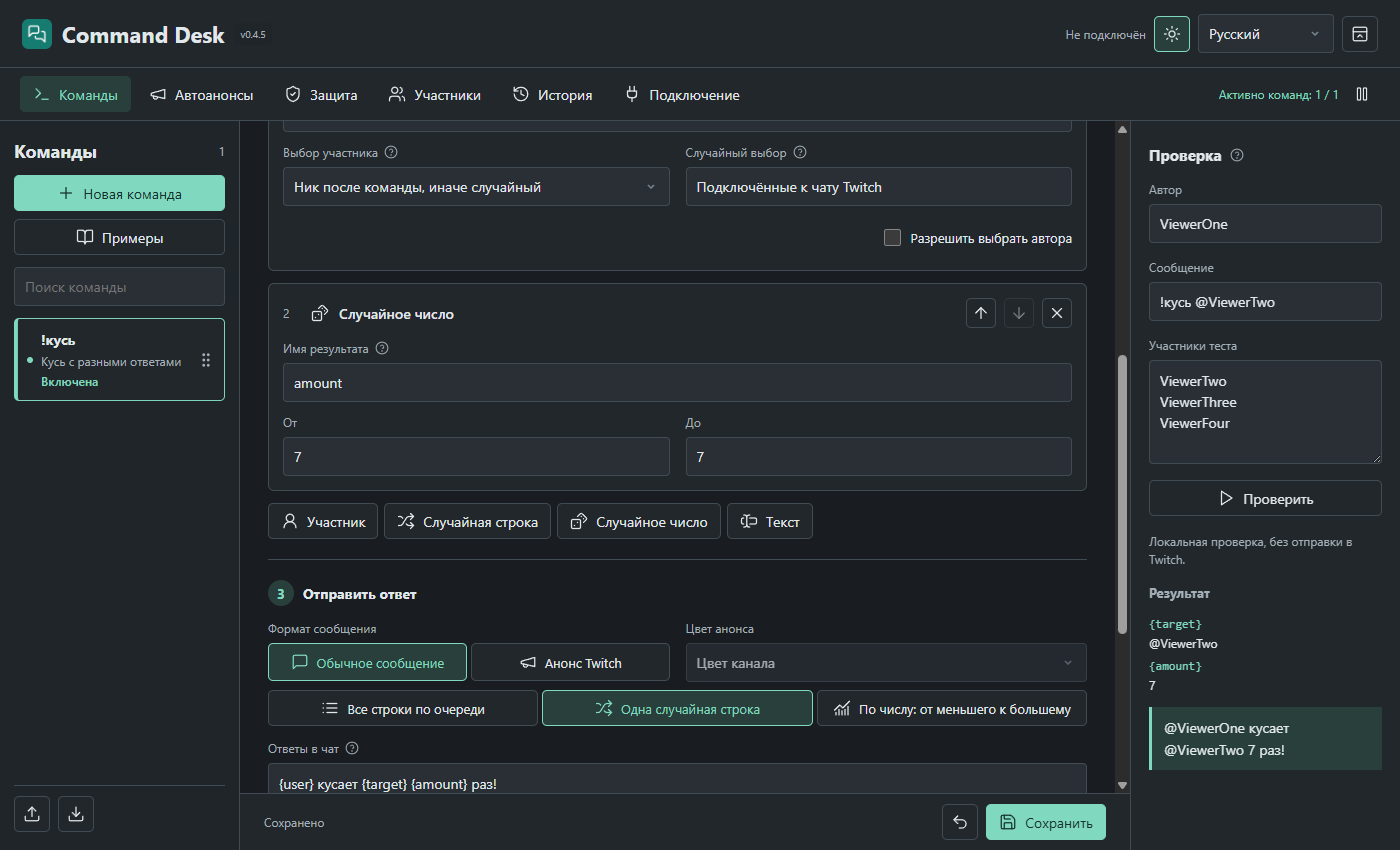 Command Desk v0.4.5
Не подключён
Русский
Команды
Автоанонсы
Защита
Участники
История
Подключение
Активно команд: 1 / 1
Команды 1
Новая команда
Примеры
Поиск команды
!кусь
Кусь с разными ответами
Включена
Выбор участника
Случайный выбор
Ник после команды, иначе случайный
Подключённые к чату Twitch
Разрешить выбрать автора
2 Случайное число
Имя результата
amount
От
До
7
7
Участник
Случайная строка
Случайное число
Текст
3 Отправить ответ
Формат сообщения
Цвет анонса
Обычное сообщение
Анонс Twitch
Цвет канала
Все строки по очереди
Одна случайная строка
По числу: от меньшего к большему
Ответы в чат
{user} кусает {target} {amount} раз!
Сохранено
Сохранить
Проверка
Автор
ViewerOne
Сообщение
!кусь @ViewerTwo
Участники теста
ViewerTwo
ViewerThree
ViewerFour
Проверить
Локальная проверка, без отправки в
Twitch.
Результат
{target}
@ViewerTwo
{amount}
7
@ViewerOne кусает
@ViewerTwo 7 раз!